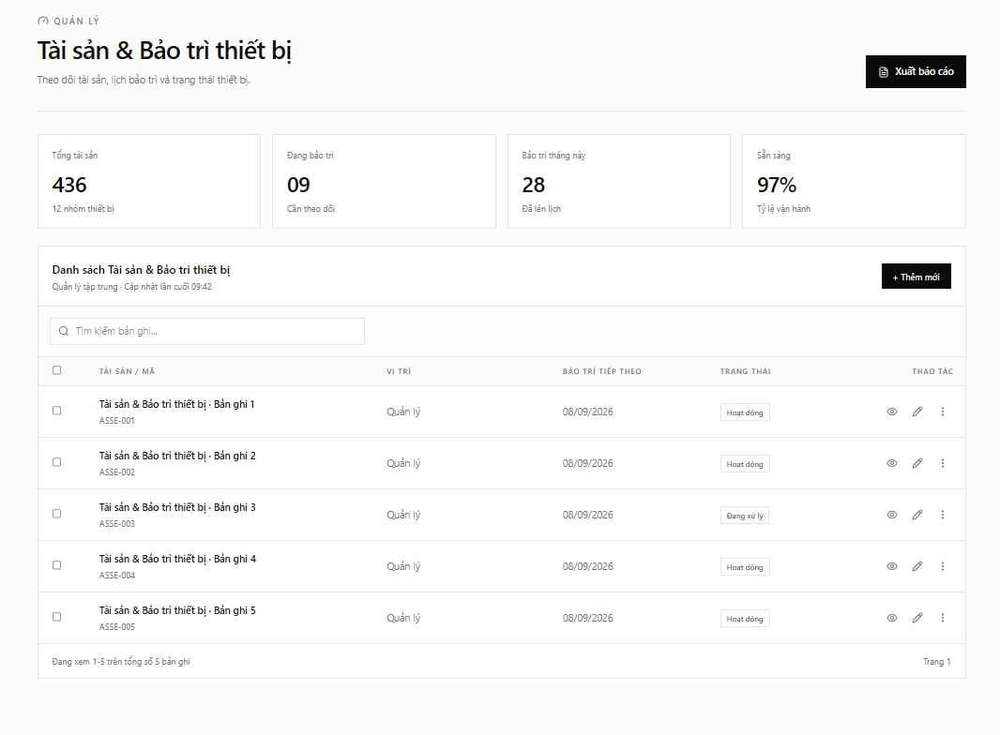 QUẢN LÝ
Tài sản & Bảo trì thiết bị
Theo dõi tài sản, lịch bảo trì và trạng thái thiết bị.
Xuất báo cáo
Tổng tài sản
436
12 nhóm thiết bị
Đang bảo trì
09
Cần theo dõi
Bảo trì tháng này
28
Đã lên lịch
Sẵn sàng
97%
Tỷ lệ vận hành
Danh sách Tài sản & Bảo trì thiết bị
Quản lý tập trung · Cập nhật lần cuối 09:42
+ Thêm mới
Tìm kiếm bản ghi...
TÀI SẢN / MÃ VỊ TRÍ BẢO TRÌ TIẾP THEO TRẠNG THÁI THAO TÁC
Tài sản & Bảo trì thiết bị · Bản ghi 1
ASSE-001
Quản lý 08/09/2026 Hoạt động
Tài sản & Bảo trì thiết bị · Bản ghi 2
ASSE-002
Quản lý 08/09/2026 Hoạt động
Tài sản & Bảo trì thiết bị · Bản ghi 3
ASSE-003
Quản lý 08/09/2026 Đang xử lý
Tài sản & Bảo trì thiết bị · Bản ghi 4
ASSE-004
Quản lý 08/09/2026 Hoạt động
Tài sản & Bảo trì thiết bị · Bản ghi 5
ASSE-005
Quản lý 08/09/2026 Hoạt động
Đang xem 1-5 trên tổng số 5 bản ghi
Trang 1